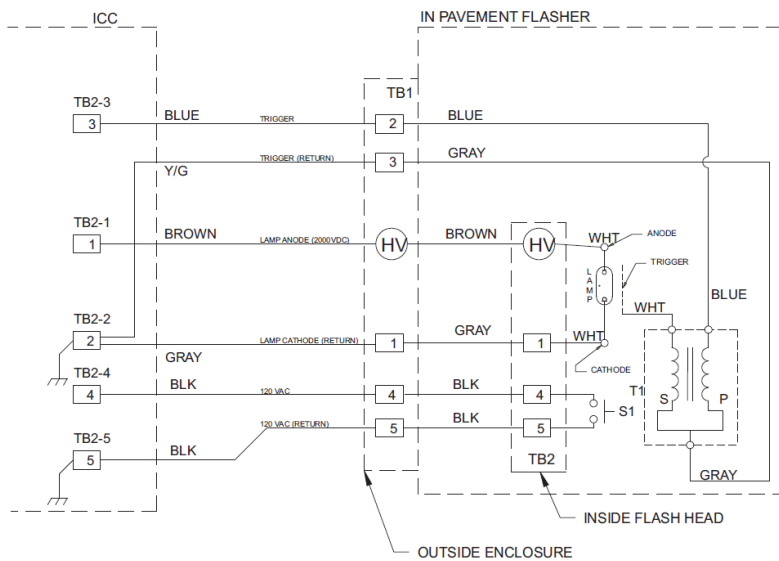 ICC
IN PAVEMENT FLASHER
TB1
TB2-3
3
BLUE
TRIGGER
2
BLUE
Y/G
TRIGGER (RETURN)
3
GRAY
TB2-1
1
BROWN
LAMP ANODE (2000VDC)
HV
BROWN
HV
WHT
ANODE
LAMP
TRIGGER
WHT
BLUE
TB2-2
2
GRAY
LAMP CATHODE (RETURN)
1
GRAY
1
WHT
CATHODE
TB2-4
4
BLK
120 VAC
4
BLK
4
S1
T1
S
P
TB2-5
5
BLK
120 VAC (RETURN)
5
BLK
5
TB2
GRAY
INSIDE FLASH HEAD
OUTSIDE ENCLOSURE